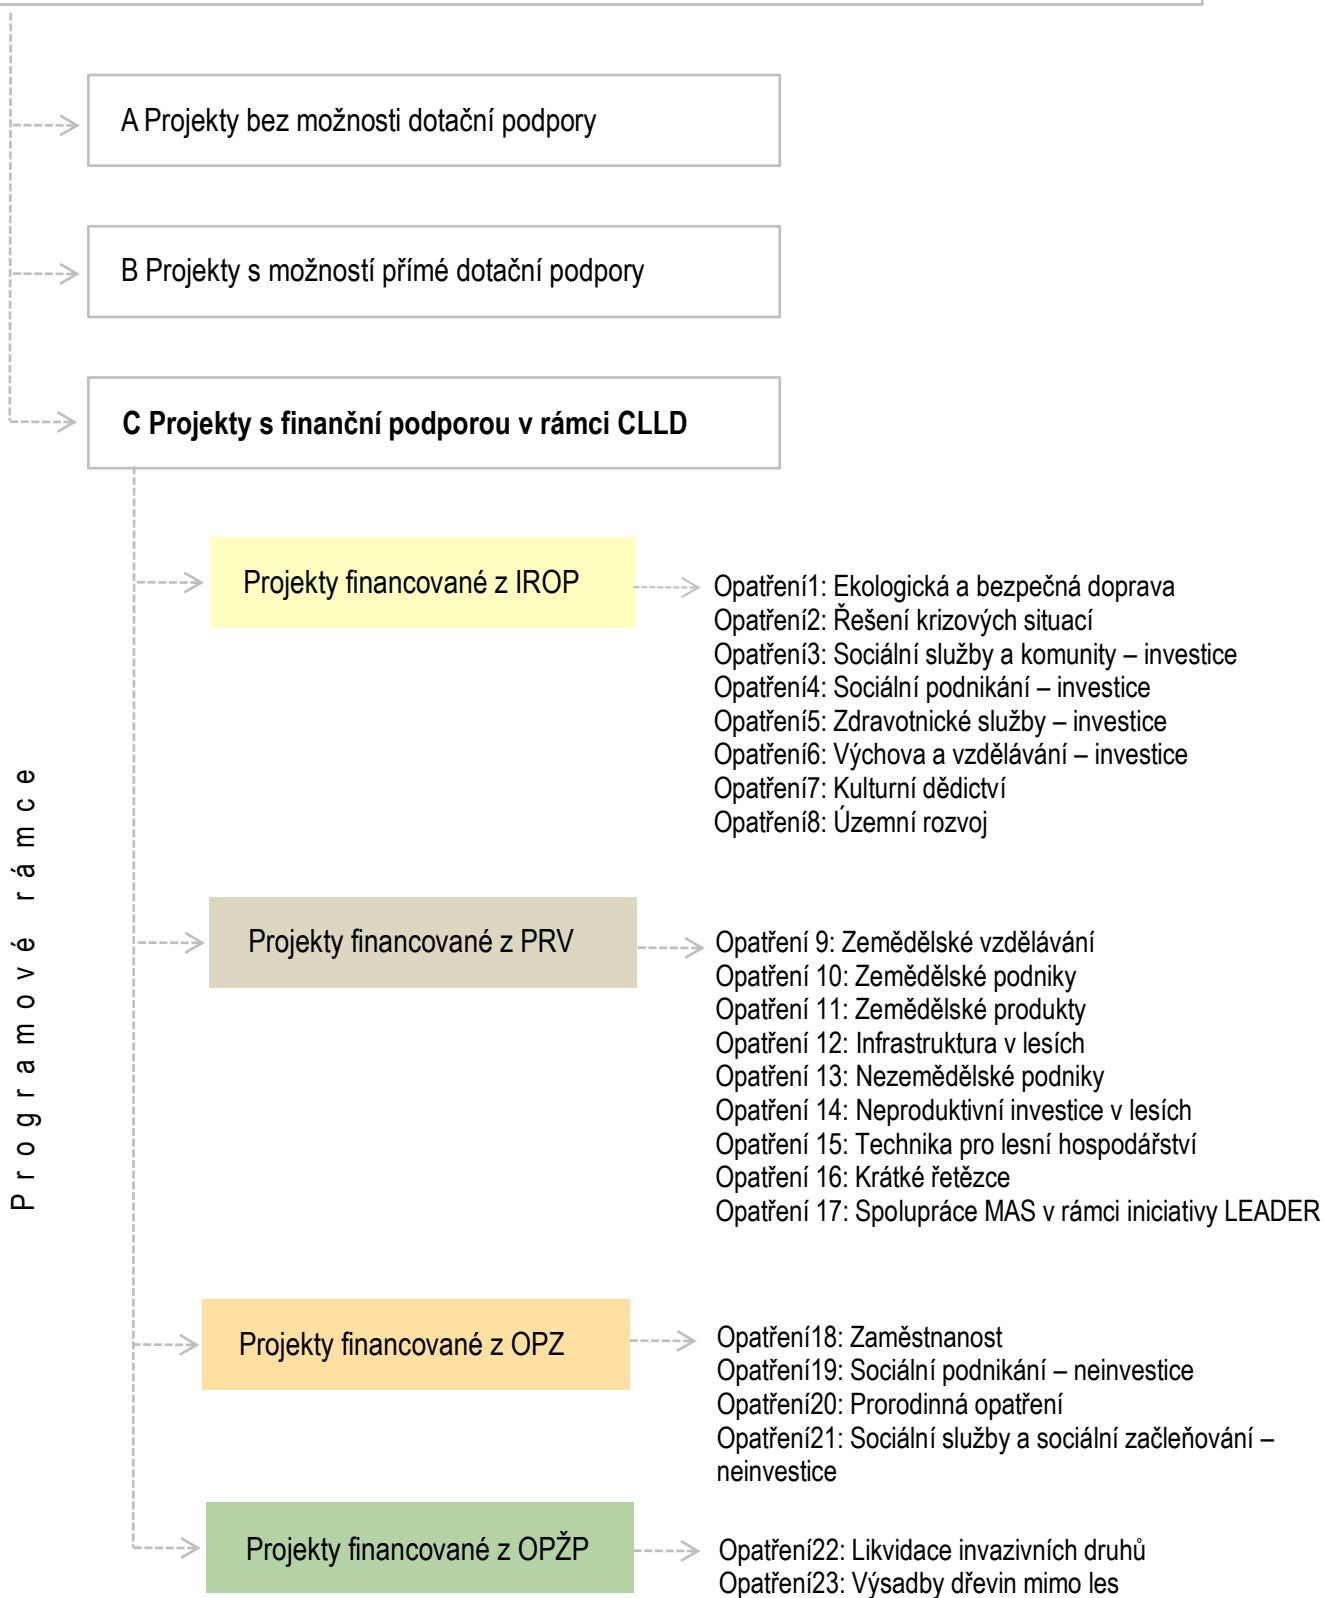 A Projekty bez možnosti dotační podpory
B Projekty s možností přímé dotační podpory
C Projekty s finanční podporou v rámci CLLD
Programové rámce
Projekty financované z IROP
Opatření1: Ekologická a bezpečná doprava
Opatření2: Řešení krizových situací
Opatření3: Sociální služby a komunity – investice
Opatření4: Sociální podnikání – investice
Opatření5: Zdravotnické služby – investice
Opatření6: Výchova a vzdělávání – investice
Opatření7: Kulturní dědictví
Opatření8: Územní rozvoj
Projekty financované z PRV
Opatření 9: Zemědělské vzdělávání
Opatření 10: Zemědělské podniky
Opatření 11: Zemědělské produkty
Opatření 12: Infrastruktura v lesích
Opatření 13: Nezemědělské podniky
Opatření 14: Neproduktivní investice v lesích
Opatření 15: Technika pro lesní hospodářství
Opatření 16: Krátké řetězce
Opatření 17: Spolupráce MAS v rámci iniciativy LEADER
Projekty financované z OPZ
Opatření18: Zaměstnanost
Opatření19: Sociální podnikání – neinvestice
Opatření20: Prorodinná opatření
Opatření21: Sociální služby a sociální začleňování –
neinvestice
Projekty financované z OPŽP
Opatření22: Likvidace invazivních druhů
Opatření23: Výsadby dřevin mimo les